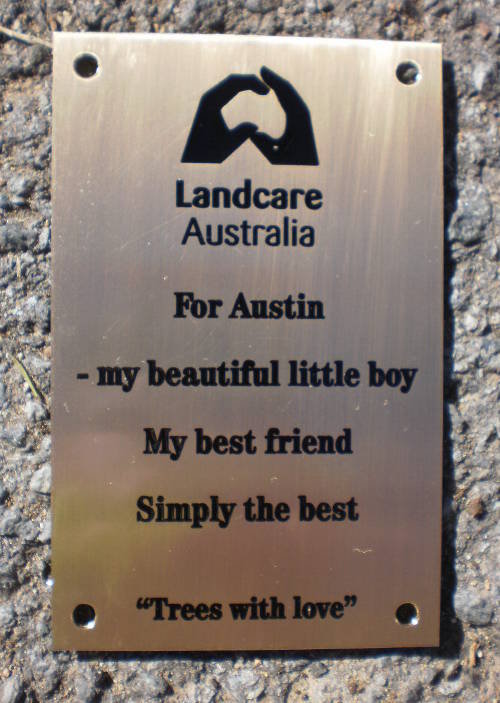 Landcare
Australia
For Austin
- my beautiful little boy
My best friend
Simply the best
“Trees with love”